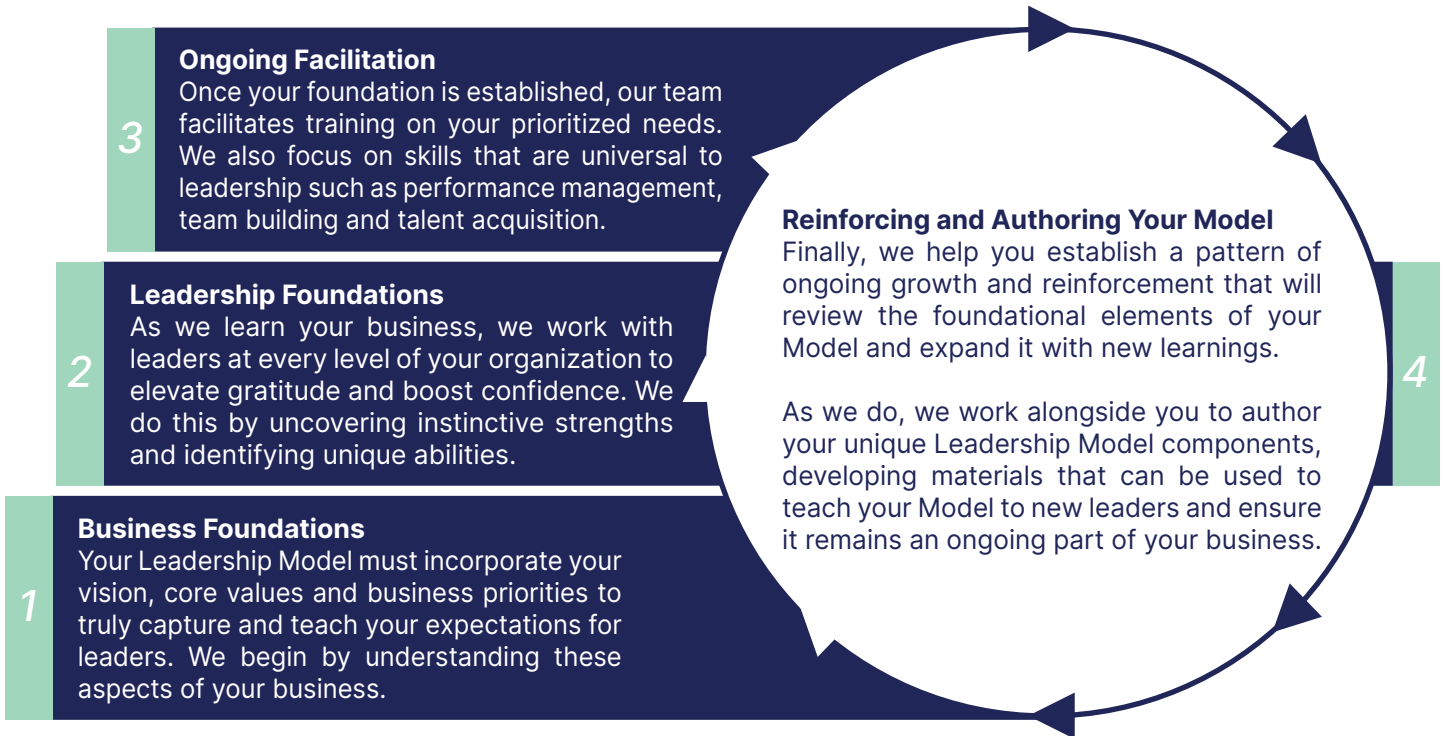 3
Ongoing Facilitation
Once your foundation is established, our team
facilitates training on your prioritized needs.
We also focus on skills that are universal to
leadership such as performance management,
team building and talent acquisition.
2
Leadership Foundations
As we learn your business, we work with
leaders at every level of your organization to
elevate gratitude and boost confidence. We
do this by uncovering instinctive strengths
and identifying unique abilities.
1
Business Foundations
Your Leadership Model must incorporate your
vision, core values and business priorities to
truly capture and teach your expectations for
leaders. We begin by understanding these
aspects of your business.
Reinforcing and Authoring Your Model
Finally, we help you establish a pattern of
ongoing growth and reinforcement that will
review the foundational elements of your
Model and expand it with new learnings.
As we do, we work alongside you to author
your unique Leadership Model components,
developing materials that can be used to
teach your Model to new leaders and ensure
it remains an ongoing part of your business.
4